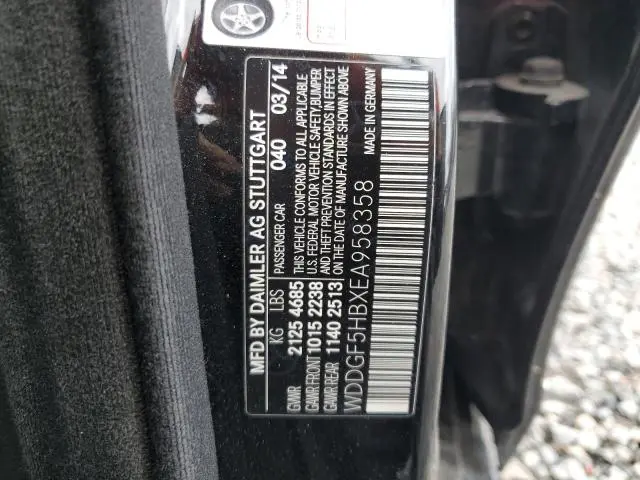 MFD BY DAIMLER AG STUTTGART
KG LBS PASSENGER CAR 040 03/14
GVWR 2125 4685 THIS VEHICLE CONFORMS TO ALL APPLICABLE
GAWR FRONT 1015 2238 U.S. FEDERAL MOTOR VEHICLE SAFETY,BUMPER
GAWR REAR 1140 2513 AND THEFT PREVENTION STANDARDS IN EFFECT
ON THE DATE OF MANUFACTURE SHOWN ABOVE
WDDGF5HBXEA958358 MADE IN GERMANY